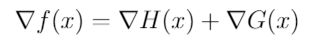 ∇f(x) = ∇H(x) + ∇G(x)